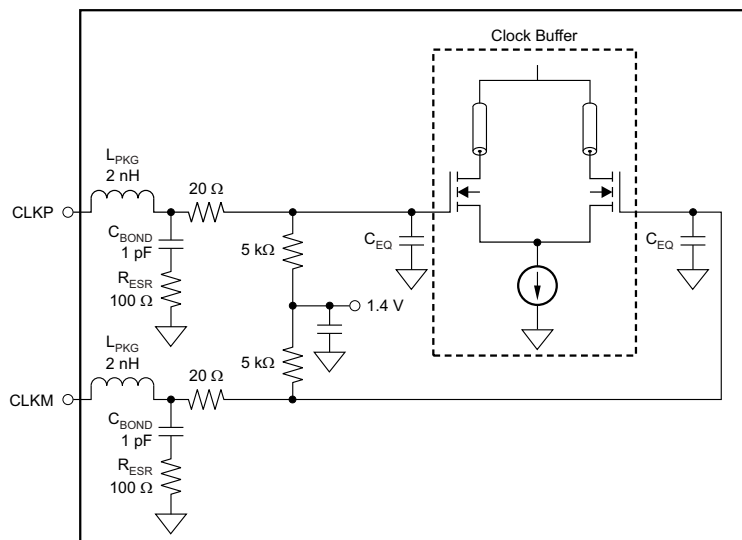 Clock Buffer
L_PKG
2 nH
20 Ω
CLKP
C_BOND
1 pF
5 kΩ
C_EQ
C_EQ
R_ESR
100 Ω
1.4 V
L_PKG
2 nH
5 kΩ
20 Ω
CLKM
C_BOND
1 pF
R_ESR
100 Ω